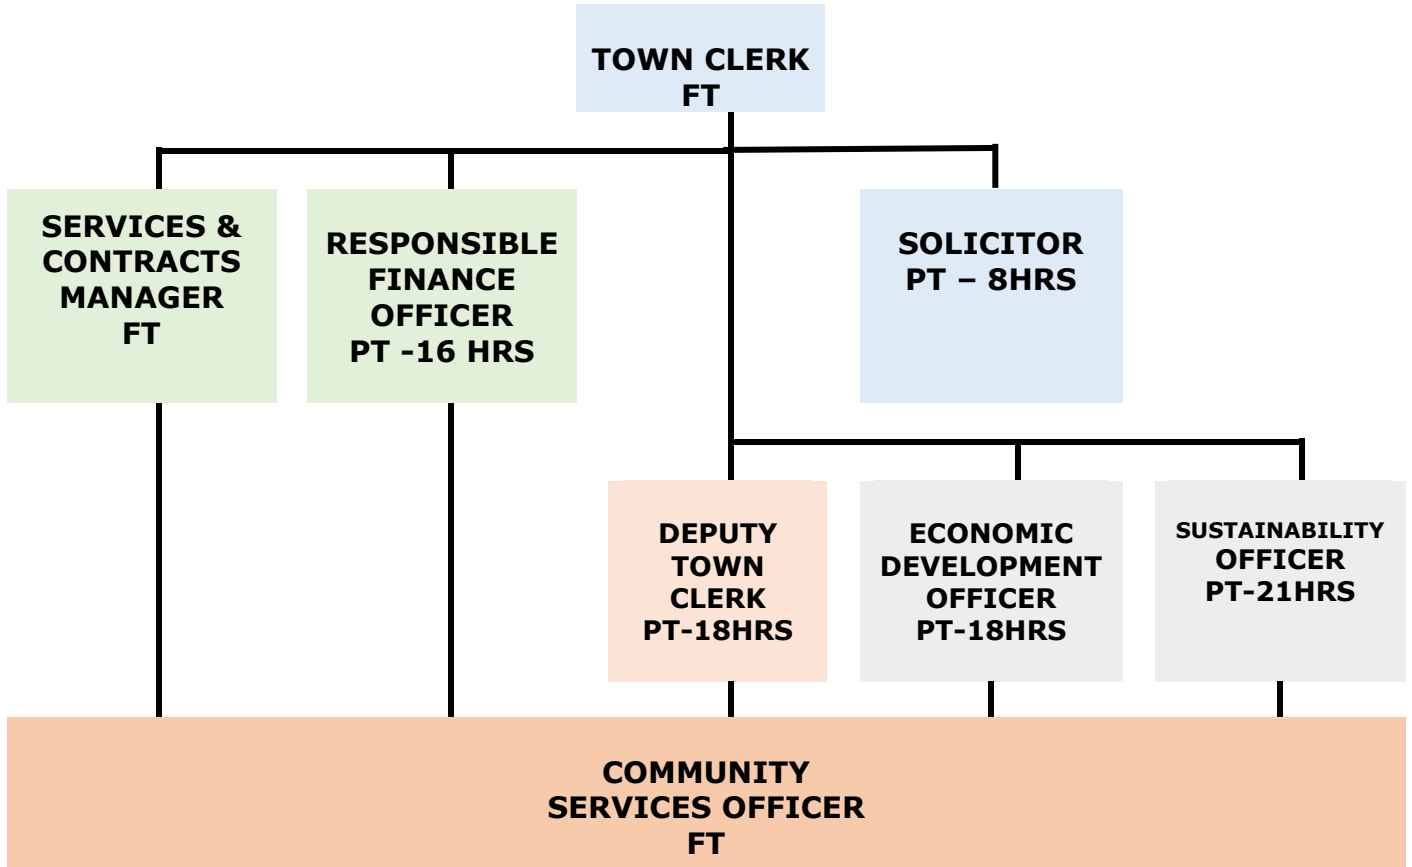 TOWN CLERK
FT
SERVICES &
CONTRACTS
MANAGER
FT
RESPONSIBLE
FINANCE
OFFICER
PT -16 HRS
SOLICITOR
PT – 8HRS
DEPUTY
TOWN
CLERK
PT-18HRS
ECONOMIC
DEVELOPMENT
OFFICER
PT-18HRS
SUSTAINABILITY
OFFICER
PT-21HRS
COMMUNITY
SERVICES OFFICER
FT